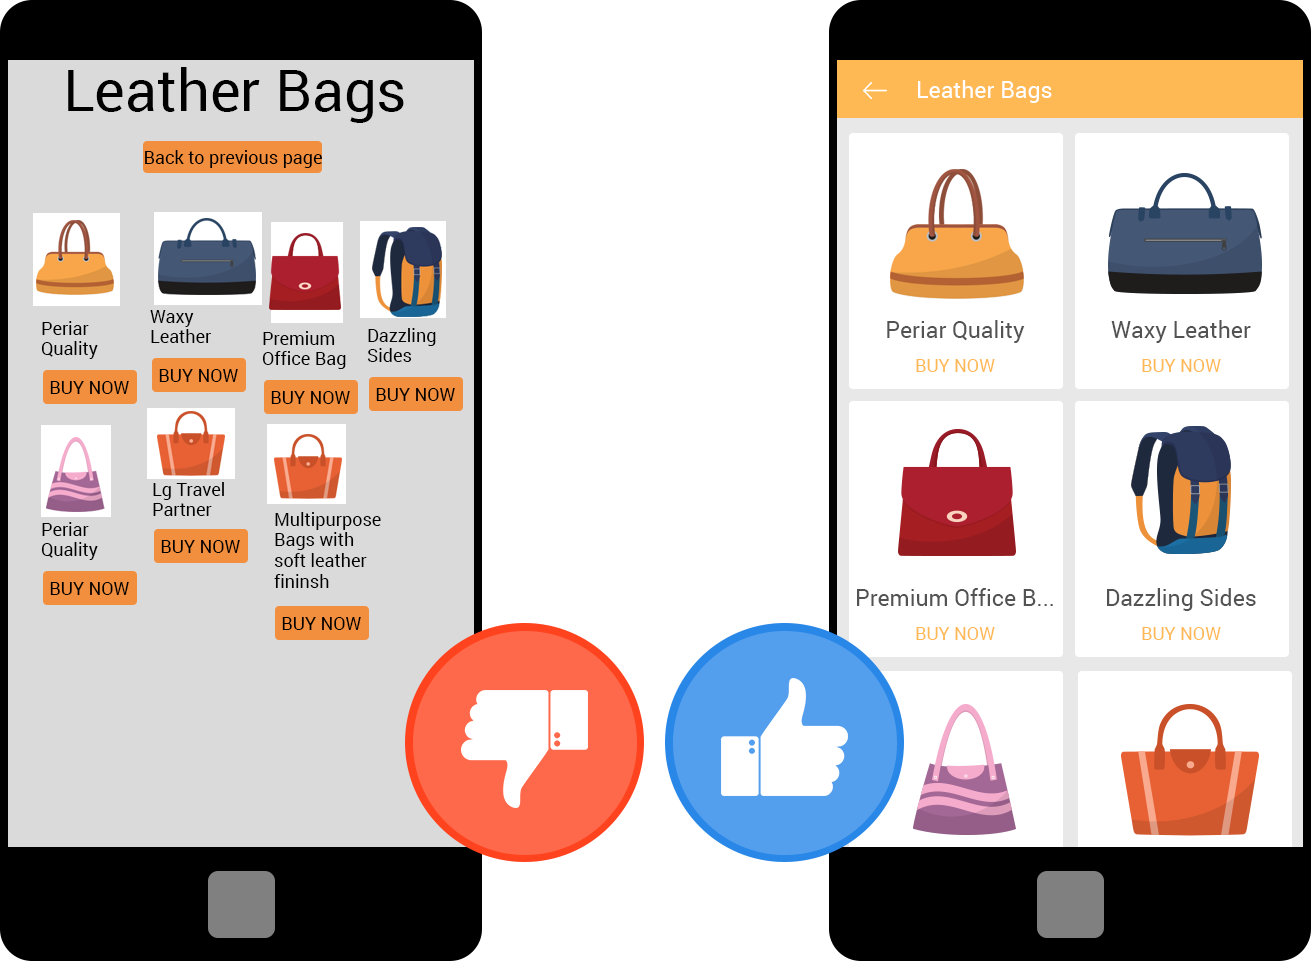 Leather Bags
Back to previous page
Periar
Quality
BUY NOW
Waxy
Leather
BUY NOW
Premium
Office Bag
BUY NOW
Dazzling
Sides
BUY NOW
Periar
Quality
BUY NOW
Lg Travel
Partner
BUY NOW
Multipurpose
Bags with
soft leather
fininsh
BUY NOW
Leather Bags
Periar Quality
BUY NOW
Waxy Leather
BUY NOW
Premium Office B...
BUY NOW
Dazzling Sides
BUY NOW